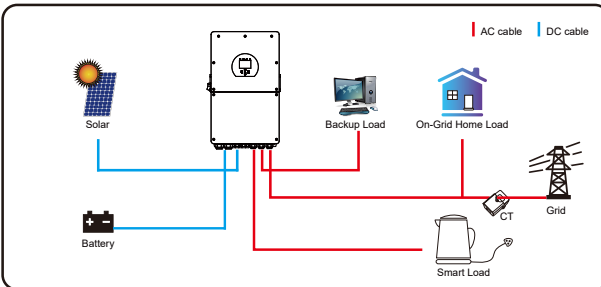 AC cable
DC cable
Solar
Backup Load
On-Grid Home Load
CT
Grid
Battery
Smart Load